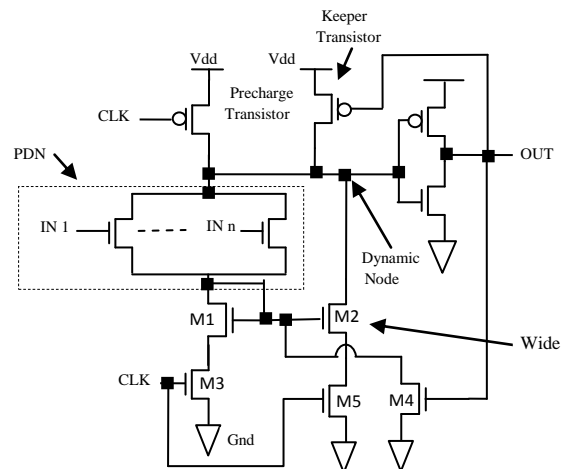 Keeper
Transistor
Vdd
Vdd
Precharge
Transistor
CLK
PDN
OUT
IN 1
IN n
Dynamic
Node
M1
M2
Wide
CLK
M3
M5
M4
Gnd